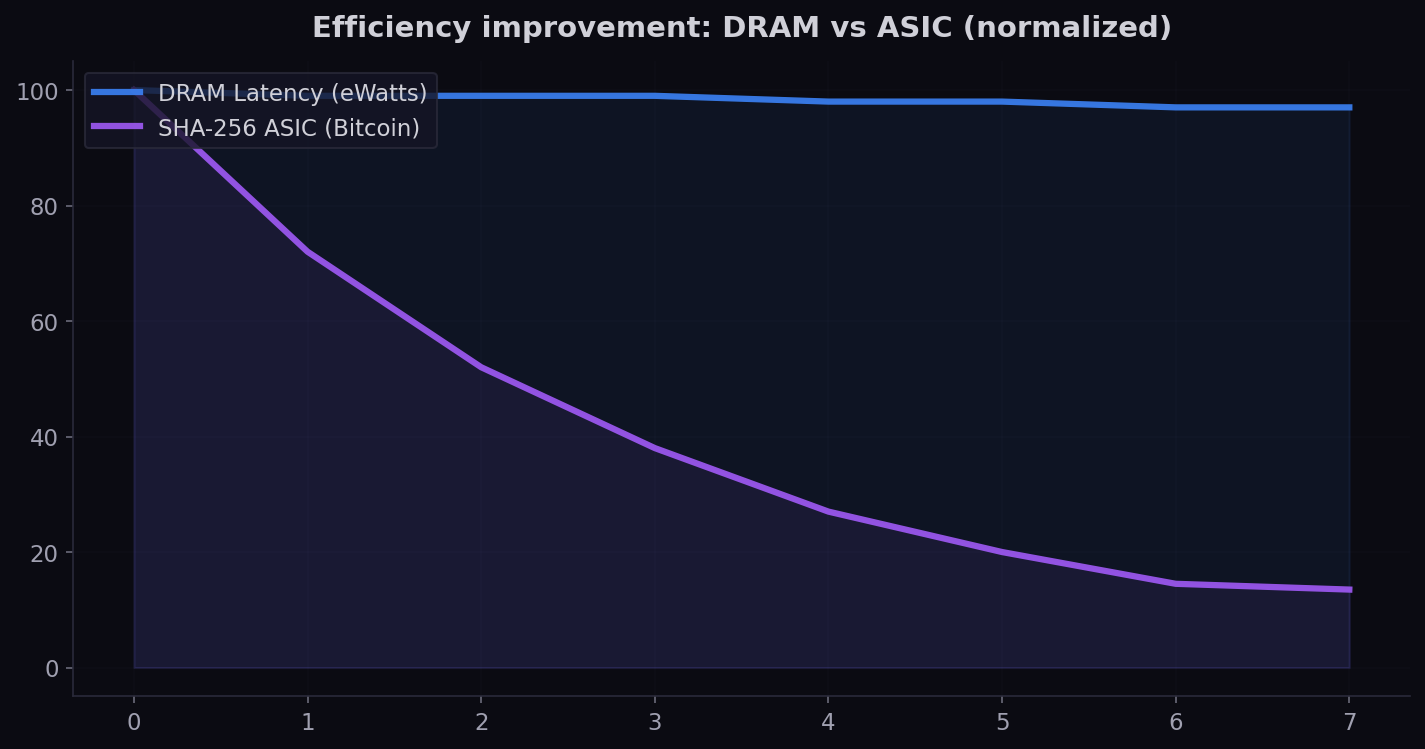 Efficiency improvement: DRAM vs ASIC (normalized)
DRAM Latency (eWatts)
SHA-256 ASIC (Bitcoin)
100
80
60
40
20
0
0 1 2 3 4 5 6 7